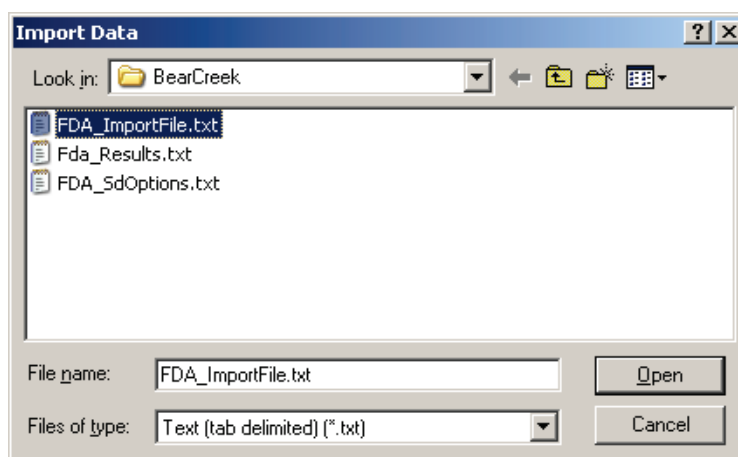 Import Data
Look in: BearCreek
FDA_ImportFile.txt
Fda_Results.txt
FDA_SdOptions.txt
File name: FDA_ImportFile.txt Open
Files of type: Text (tab delimited) (*.txt) Cancel